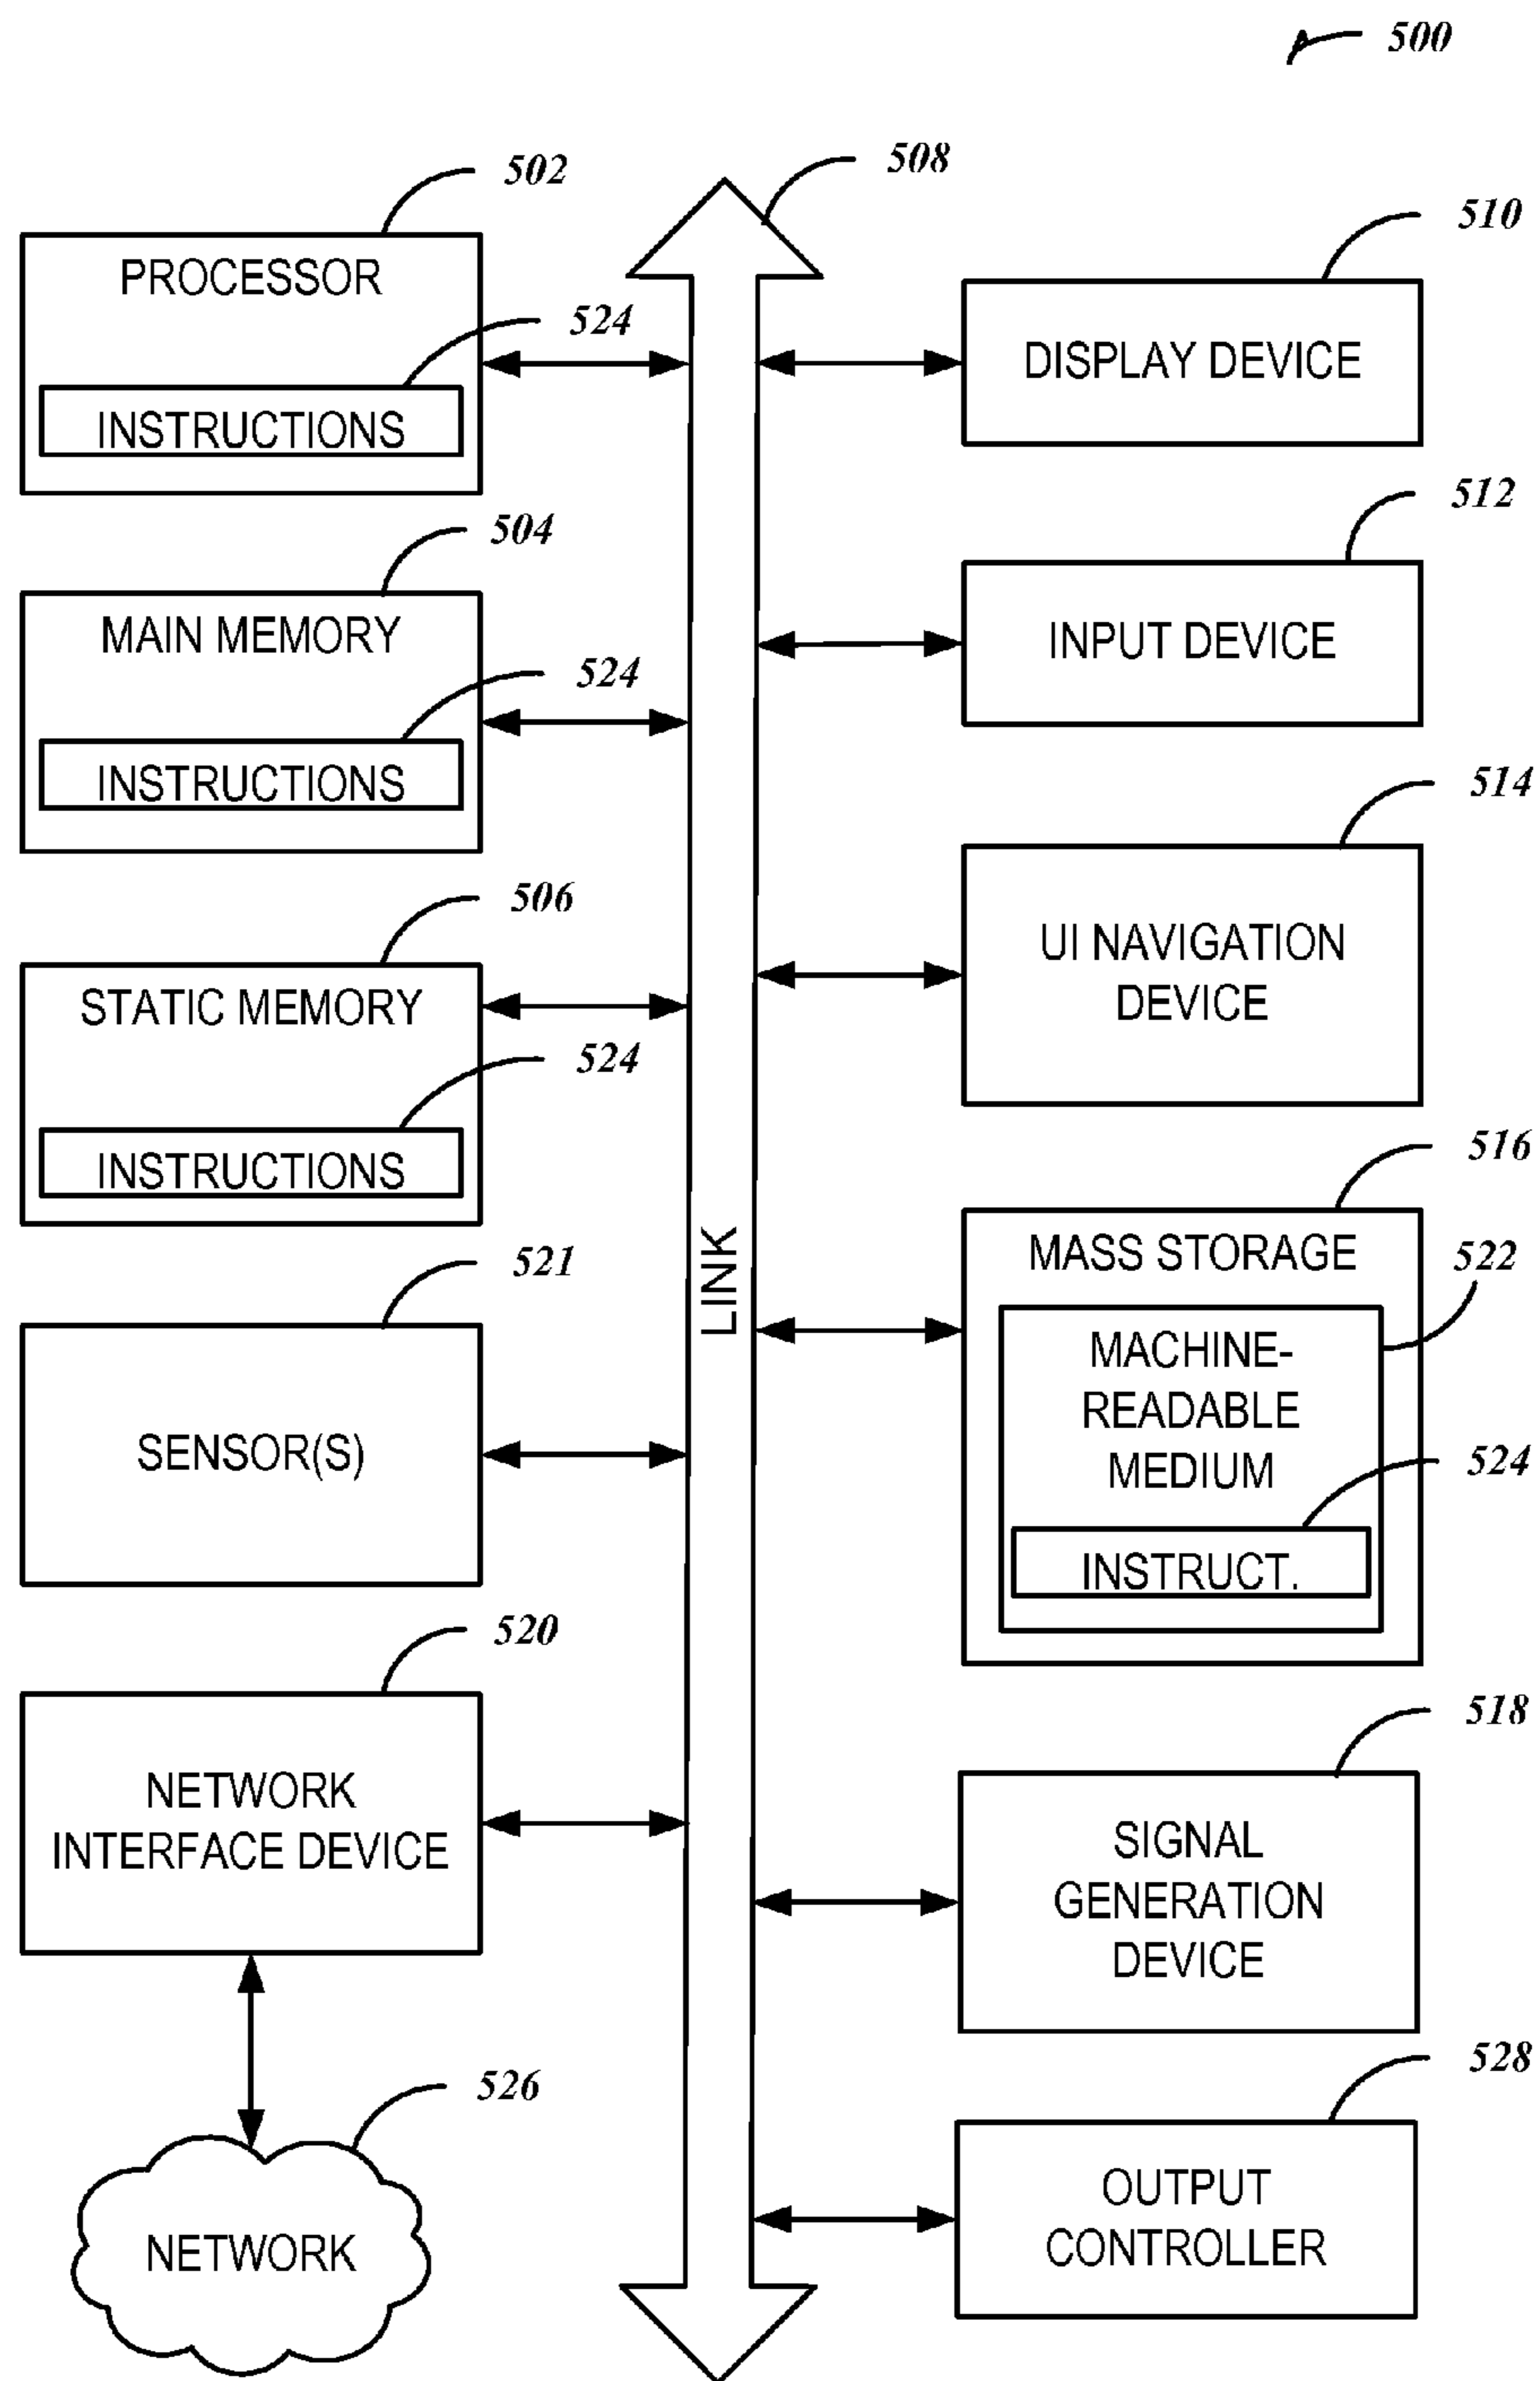 500
502
PROCESSOR
524
INSTRUCTIONS
504
MAIN MEMORY
524
INSTRUCTIONS
506
STATIC MEMORY
524
INSTRUCTIONS
521
SENSOR(S)
520
NETWORK
INTERFACE DEVICE
526
NETWORK
508
LINK
510
DISPLAY DEVICE
512
INPUT DEVICE
514
UI NAVIGATION
DEVICE
516
MASS STORAGE
522
MACHINE-
READABLE
MEDIUM
524
INSTRUCT.
518
SIGNAL
GENERATION
DEVICE
528
OUTPUT
CONTROLLER